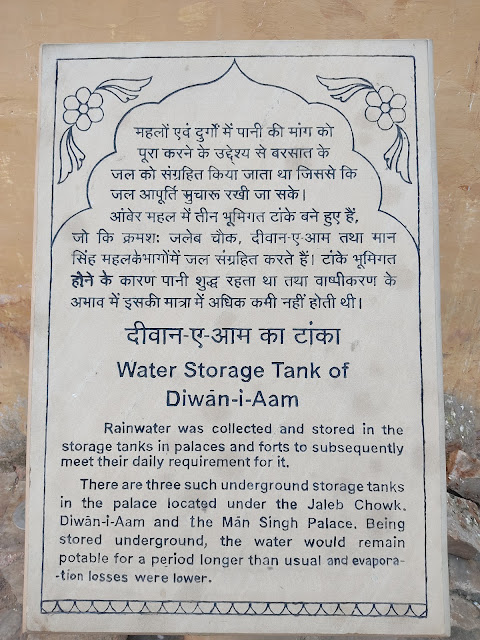 महलों एवं दुर्गों में पानी की मांग को
पूरा करने के उद्देश्य से बरसात के
जल को संग्रहित किया जाता था जिससे कि
जल आपूर्ति सुचारू रखी जा सके।
आंबेर महल में तीन भूमिगत टांके बने हुए हैं,
जो कि क्रमशः जलेब चौक, दीवान-ए-आम तथा मान
सिंह महलकेभागोंमें जल संग्रहित करते हैं। टांके भूमिगत
होने के कारण पानी शुद्ध रहता था तथा वाष्पीकरण के
अभाव में इसकी मात्रा में अधिक कमी नहीं होती थी।
दीवान-ए-आम का टांका
Water Storage Tank of
Diwān-i-Aam
Rainwater was collected and stored in the
storage tanks in palaces and forts to subsequently
meet their daily requirement for it.
There are three such underground storage tanks
in the palace located under the Jaleb Chowk.
Diwān-i-Aam and the Mān Singh Palace. Being
stored underground, the water would remain
potable for a period longer than usual and evapora-
-tion losses were lower.